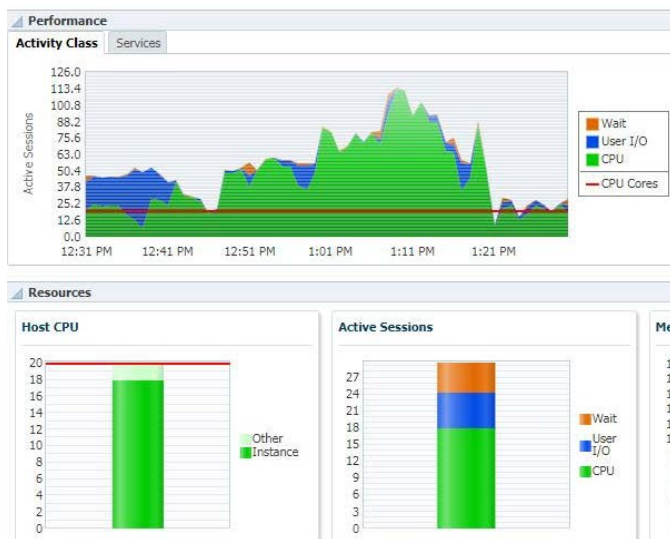 Performance
Activity Class Services
126.0
113.4
100.8
88.2
75.6
63.0
50.4
37.8
25.2
12.6
0.0
Active Sessions
12:31 PM 12:41 PM 12:51 PM 1:01 PM 1:11 PM 1:21 PM
Wait
User I/O
CPU
CPU Cores
Resources
Host CPU
20
18
16
14
12
10
8
6
4
2
0
Other
Instance
Active Sessions
27
24
21
18
15
12
9
6
3
0
Wait
User
I/O
CPU